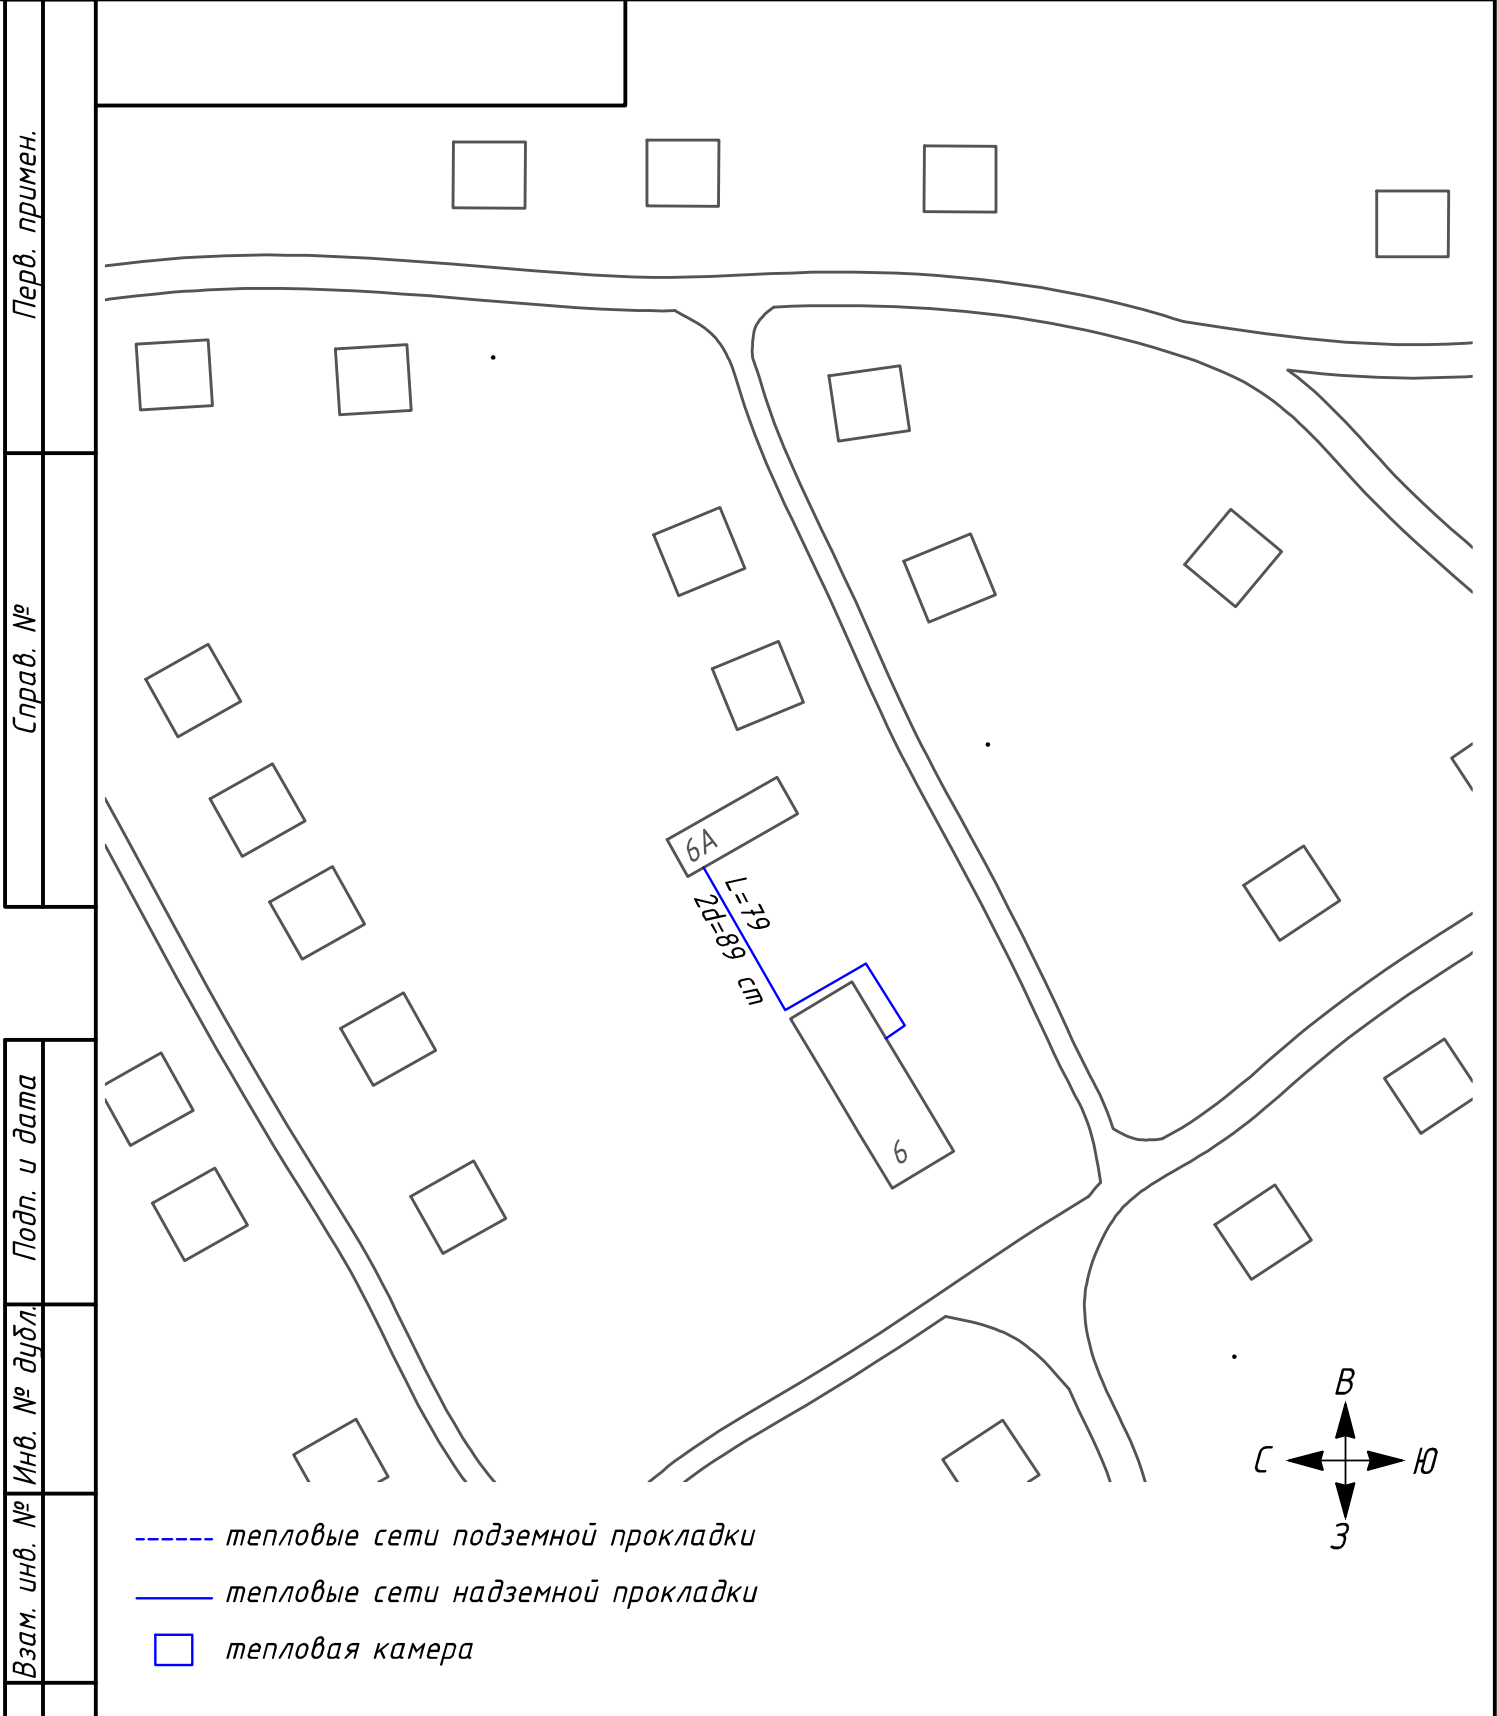 Перв. примен.
Справ. №
Подп. и дата
Инв. № дубл.
Взам. инв. №
6А
L=79
2d=89 ст
6
В
С
Ю
З
тепловые сети подземной прокладки
тепловые сети надземной прокладки
тепловая камера